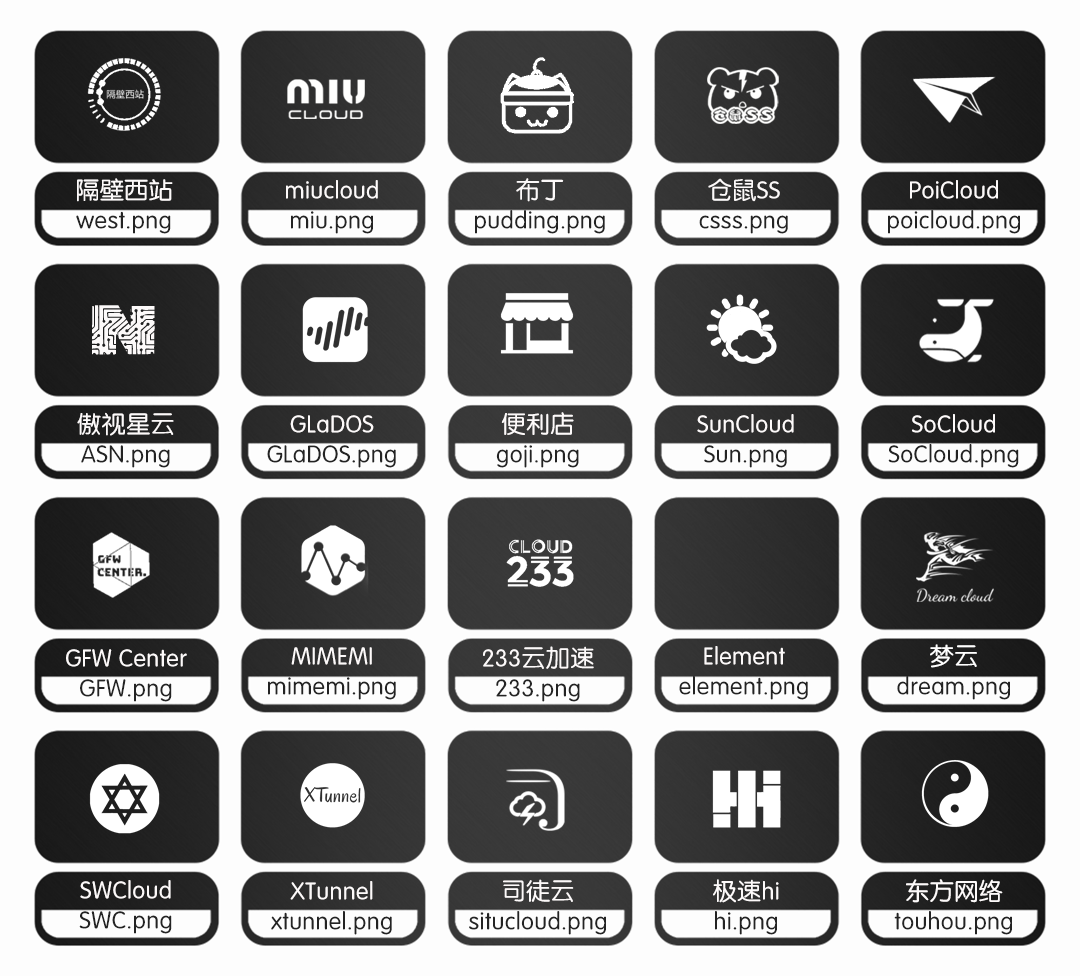 隔壁西站
miu
CLOUD
CØSS
隔壁西站
west.png
miucloud
miu.png
布丁
pudding.png
仓鼠SS
csss.png
PoiCloud
poicloud.png
N
傲视星云
ASN.png
GLaDOS
GLaDOS.png
便利店
goji.png
SunCloud
Sun.png
SoCloud
SoCloud.png
GFW
CENTER.
CLOUD
233
Dream cloud
GFW Center
GFW.png
MIMEMI
mimemi.png
233云加速
233.png
Element
element.png
梦云
dream.png
XTunnel
Hi
SWCloud
SWC.png
XTunnel
xtunnel.png
司徒云
situcloud.png
极速hi
hi.png
东方网络
touhou.png